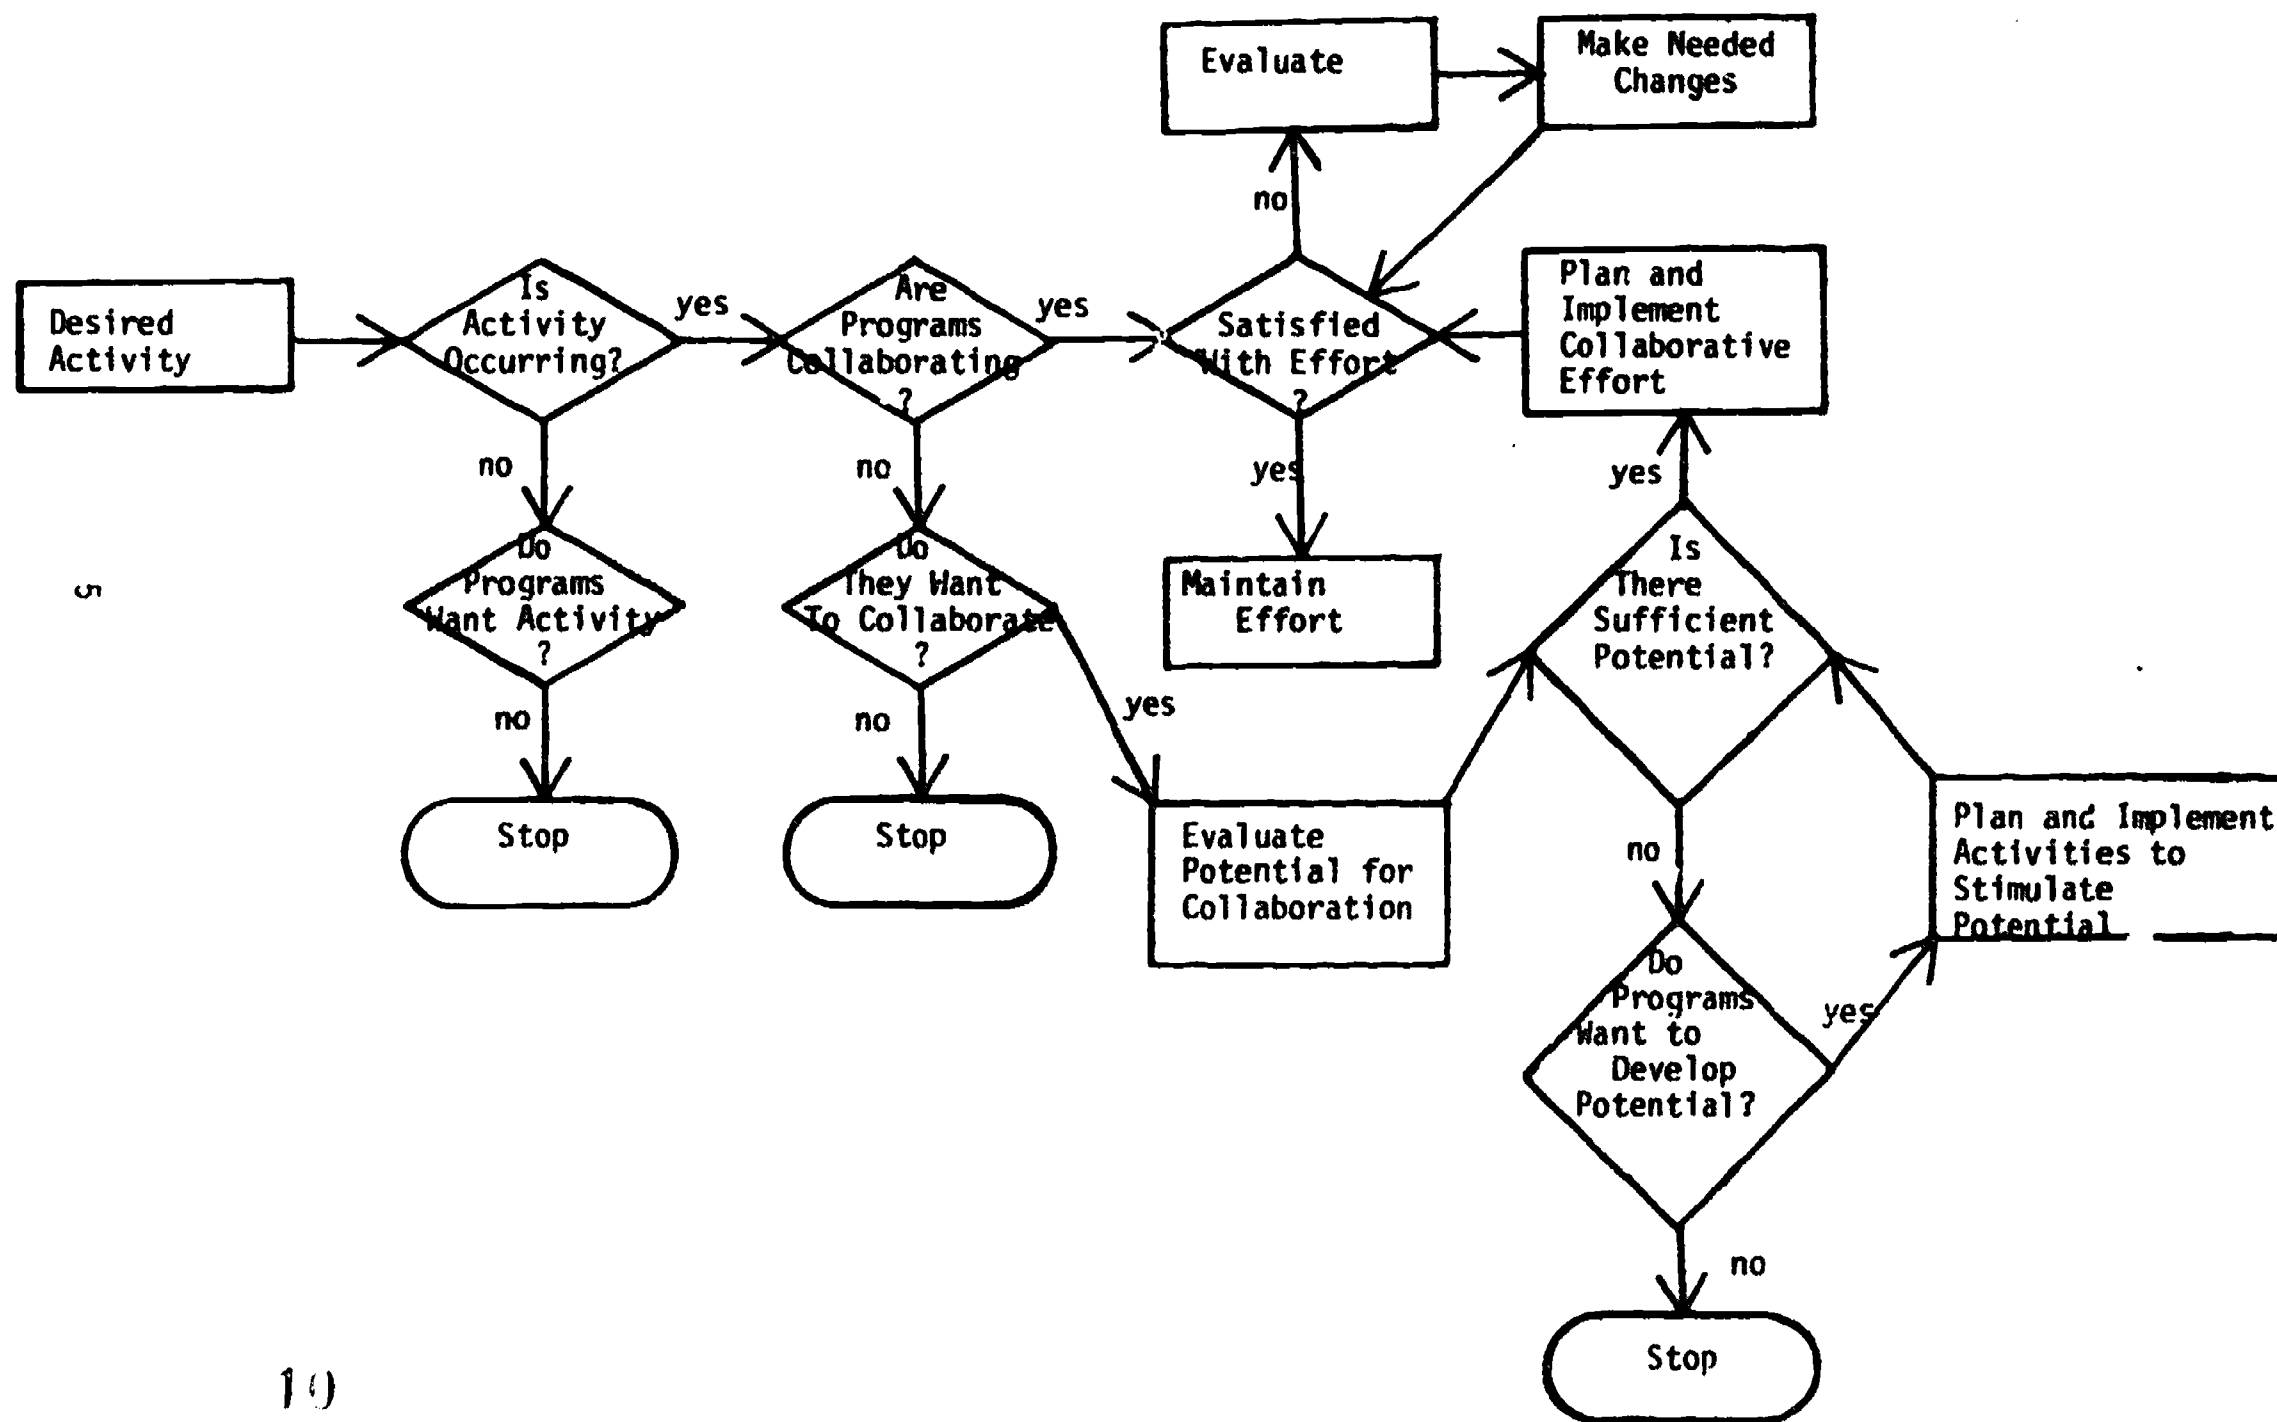 Evaluate
Make Needed
Changes
no
Desired
Activity
Is
Activity
Occurring?
yes
Are
Programs
Collaborating
?
yes
Satisfied
With Effort
?
Plan and
Implement
Collaborative
Effort
no
no
yes
yes
Do
Programs
Want Activity
?
Do
They Want
To Collaborate
?
Maintain
Effort
Is
There
Sufficient
Potential?
5
no
no
yes
Stop
Stop
Evaluate
Potential for
Collaboration
no
Plan and Implement
Activities to
Stimulate
Potential
Do
Programs
Want to
Develop
Potential?
yes
no
Stop
10